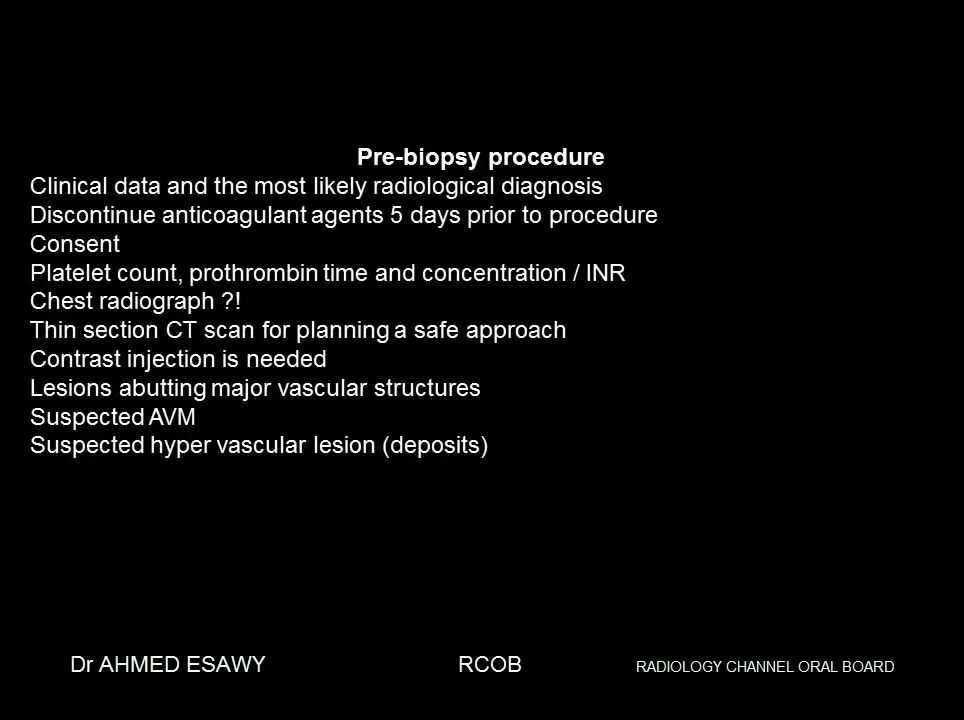 Pre-biopsy procedure
Clinical data and the most likely radiological diagnosis
Discontinue anticoagulant agents 5 days prior to procedure
Consent
Platelet count, prothrombin time and concentration / INR
Chest radiograph ?!
Thin section CT scan for planning a safe approach
Contrast injection is needed
Lesions abutting major vascular structures
Suspected AVM
Suspected hyper vascular lesion (deposits)
Dr AHMED ESAWY RCOB RADIOLOGY CHANNEL ORAL BOARD